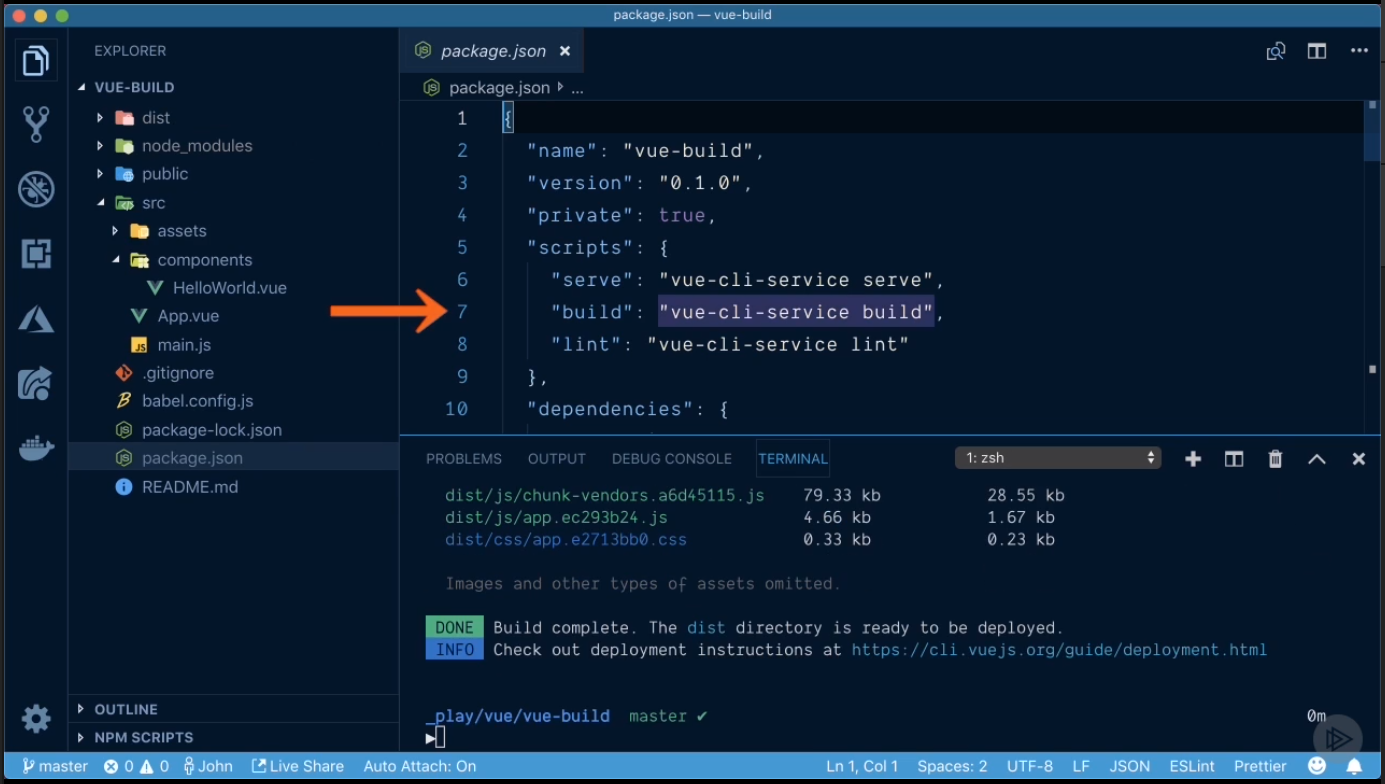 package.json — vue-build
EXPLORER
VUE-BUILD
dist
node_modules
public
src
assets
components
HelloWorld.vue
App.vue
JS main.js
.gitignore
babel.config.js
package-lock.json
package.json
README.md
OUTLINE
NPM SCRIPTS
package.json
package.json ...
1 {
2 "name": "vue-build",
3 "version": "0.1.0",
4 "private": true,
5 "scripts": {
6 "serve": "vue-cli-service serve",
7 "build": "vue-cli-service build",
8 "lint": "vue-cli-service lint"
9 },
10 "dependencies": {
PROBLEMS OUTPUT DEBUG CONSOLE TERMINAL 1: zsh
dist/js/chunk-vendors.a6d45115.js 79.33 kb 28.55 kb
dist/js/app.ec293b24.js 4.66 kb 1.67 kb
dist/css/app.e2713bb0.css 0.33 kb 0.23 kb
Images and other types of assets omitted.
DONE Build complete. The dist directory is ready to be deployed.
INFO Check out deployment instructions at https://cli.vuejs.org/guide/deployment.html
_play/vue/vue-build master ✔ 0m
master 0 0 John Live Share Auto Attach: On Ln 1, Col 1 Spaces: 2 UTF-8 LF JSON ESLint Prettier